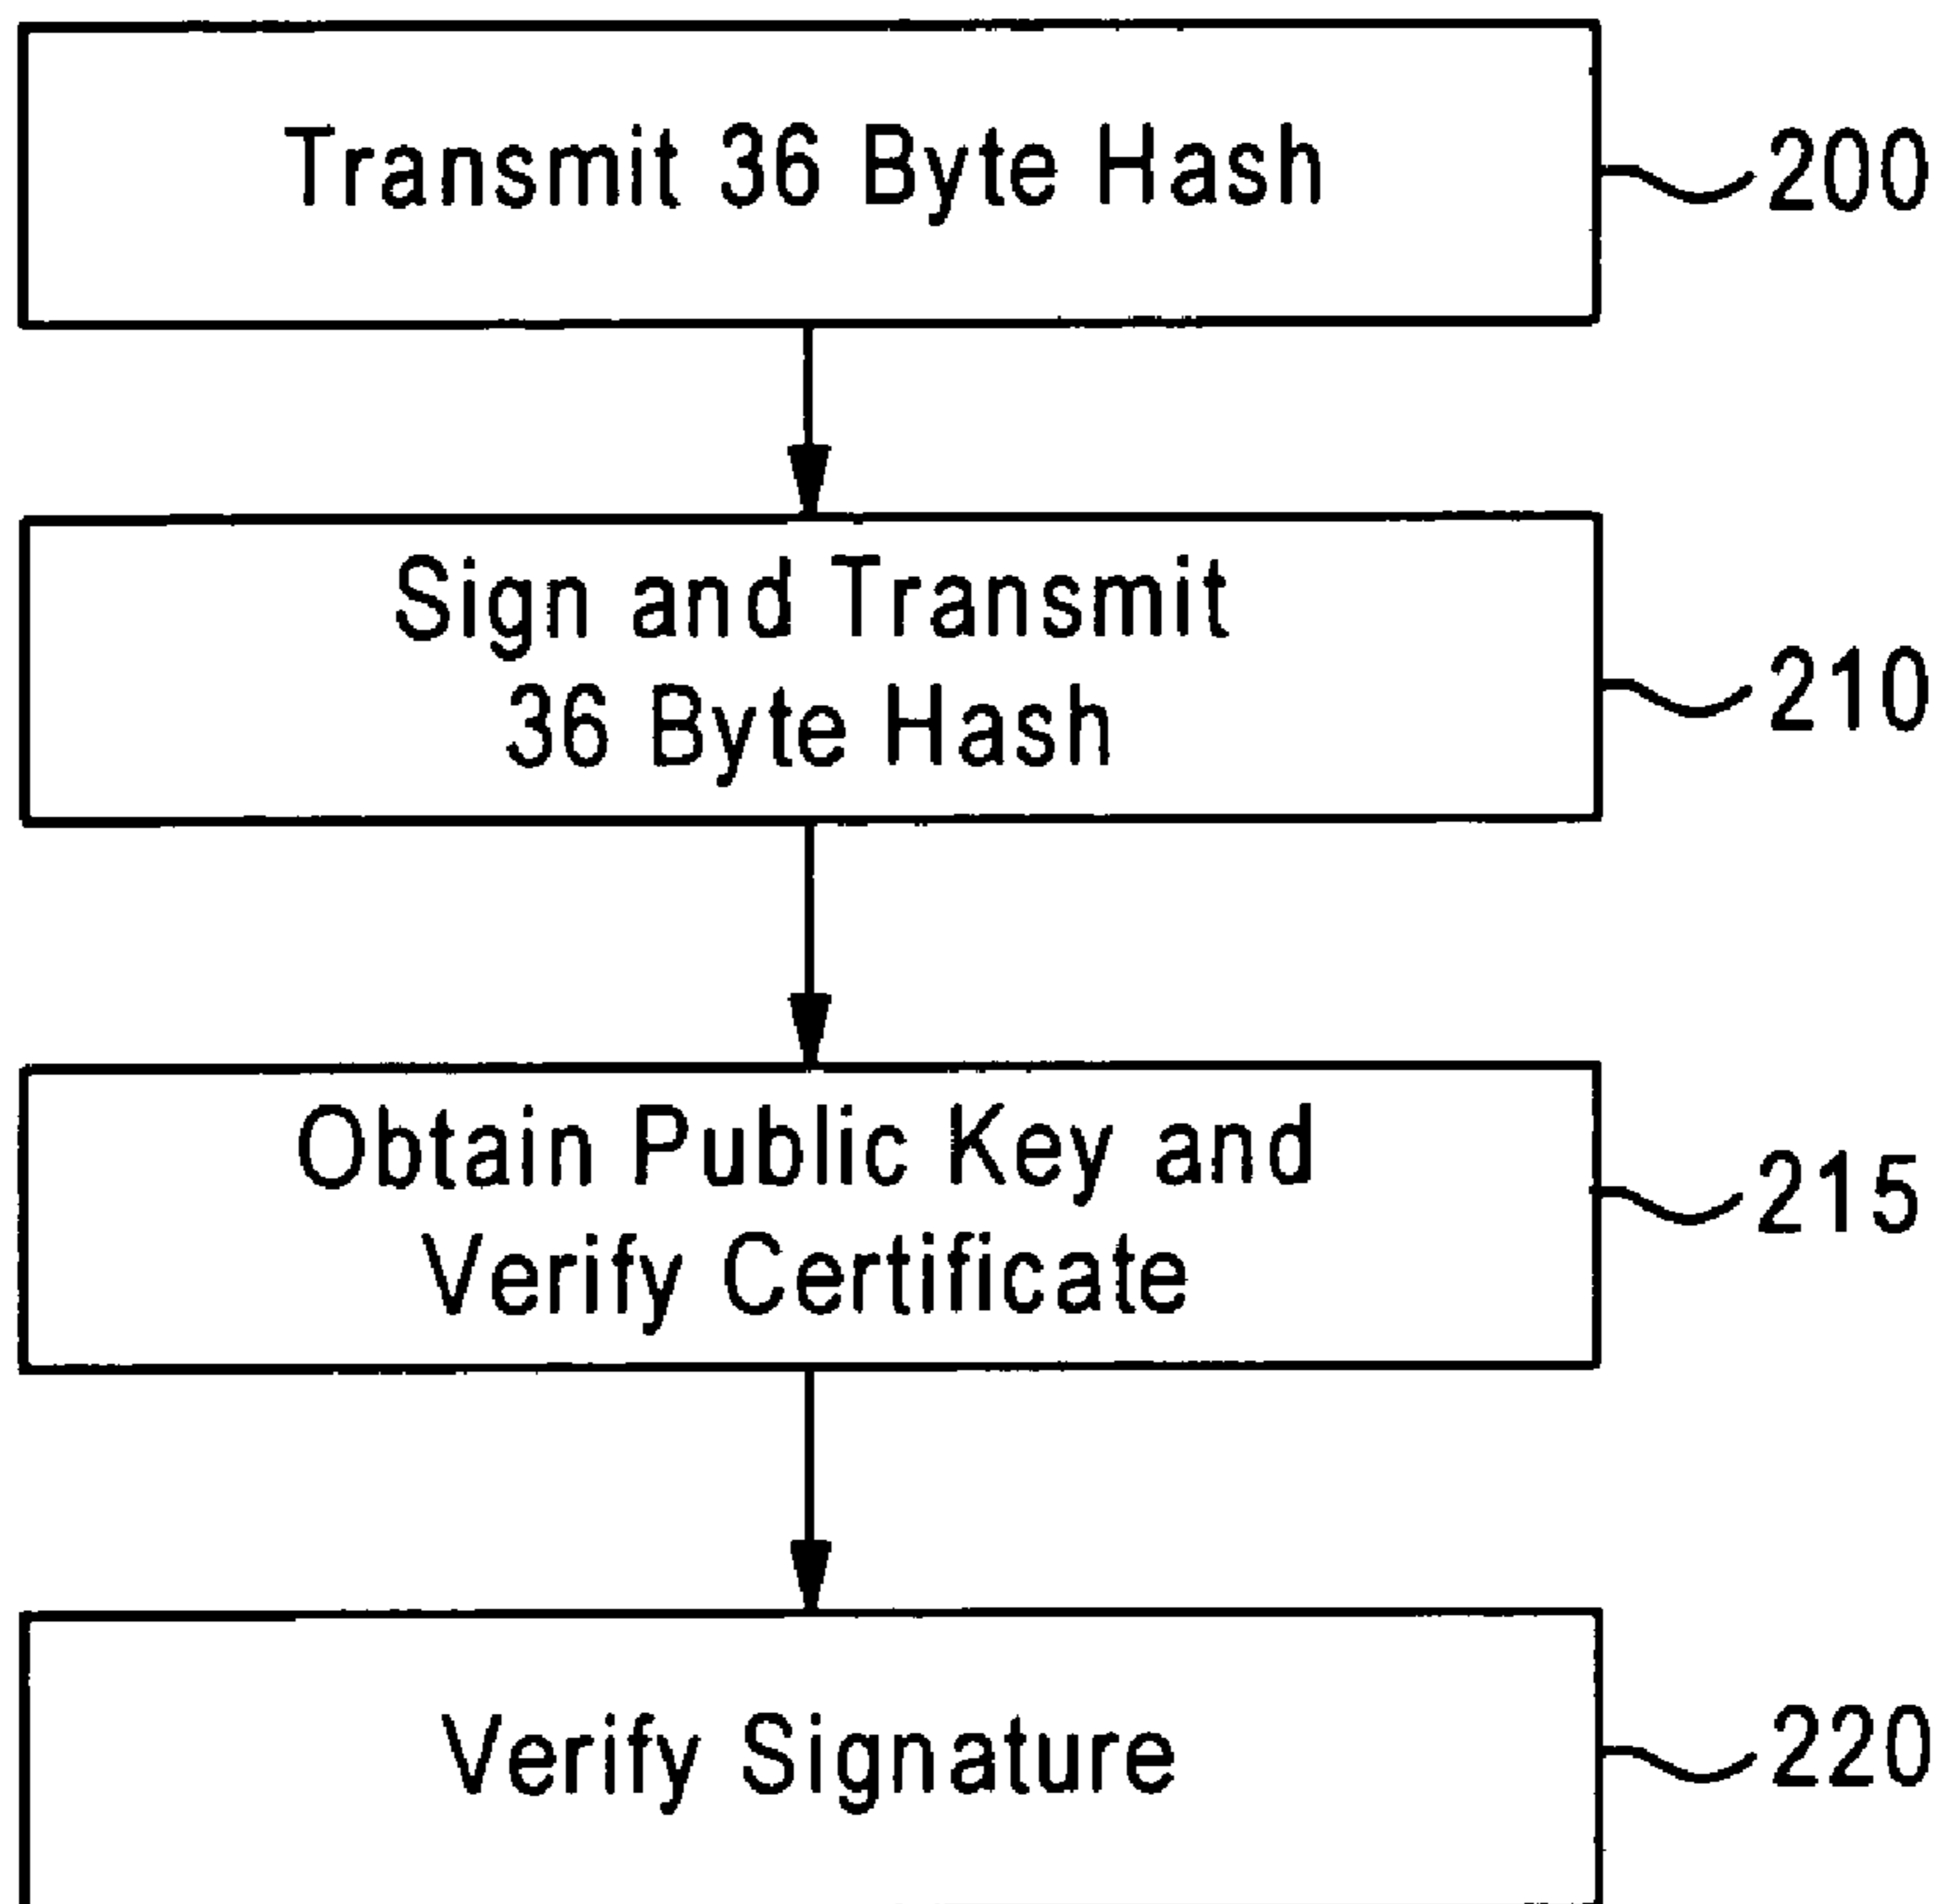 Transmit 36 Byte Hash
200
Sign and Transmit
36 Byte Hash
210
Obtain Public Key and
Verify Certificate
215
Verify Signature
220